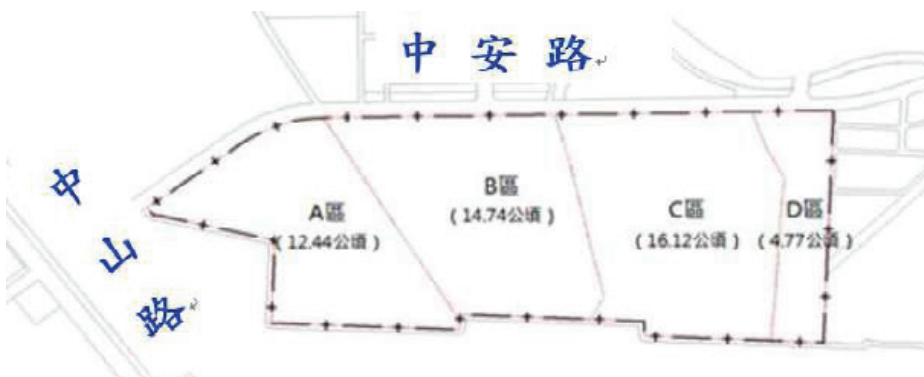 中安路
中山路
A區
(12.44公頃)
B區
(14.74公頃)
C區
(16.12公頃)
D區
(4.77公頃)